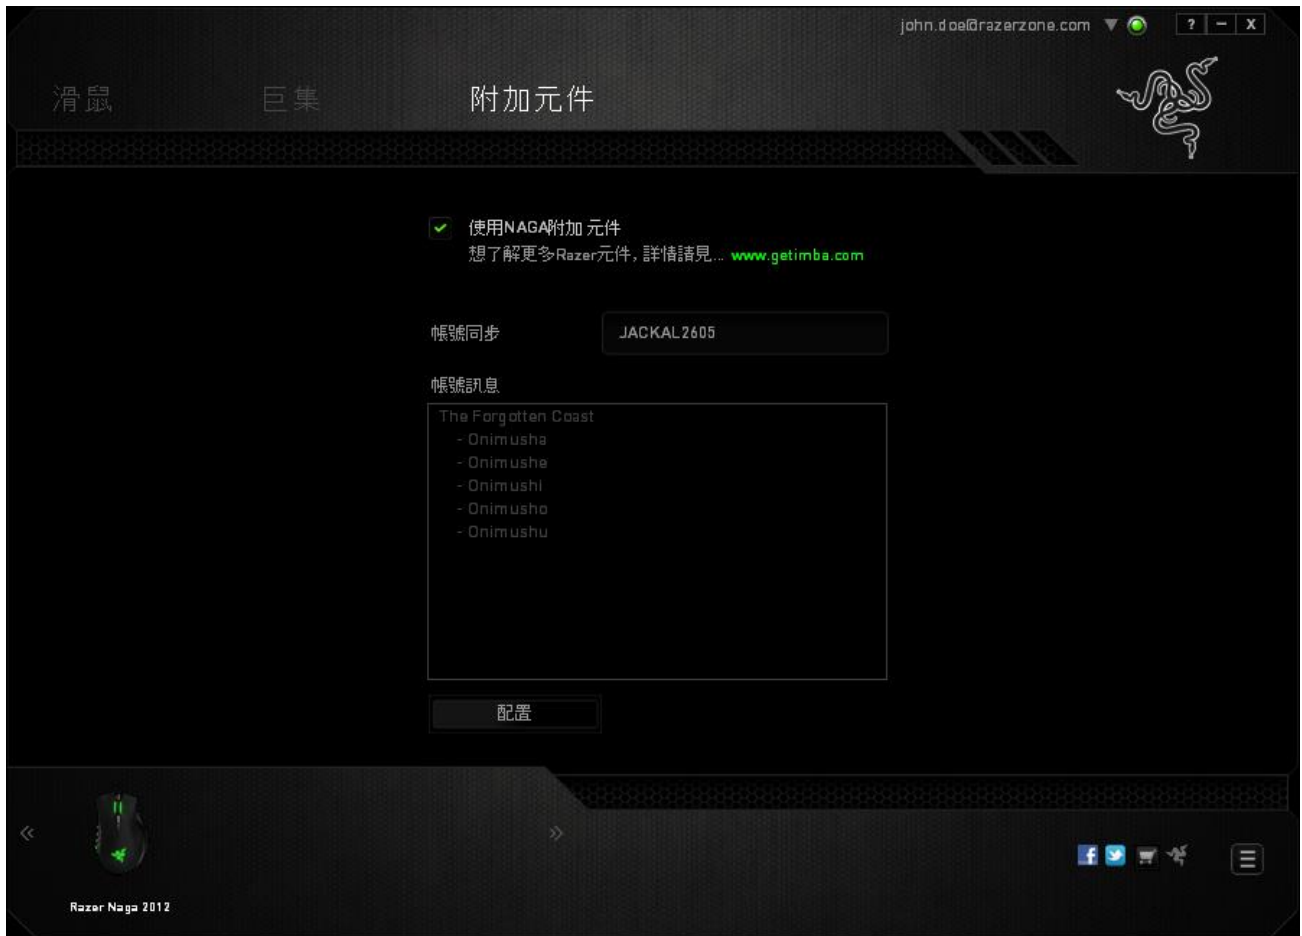 john.doe@razerzone.com
? – X
滑鼠 巨集 附加元件
使用NAGA附加元件
想了解更多Razer元件, 詳情請見... www.getimba.com
帳號同步 JACKAL2605
帳號訊息
The Forgotten Coast
- Onimusha
- Onimushe
- Onimushi
- Onimusho
- Onimushu
配置
Razer Naga 2012